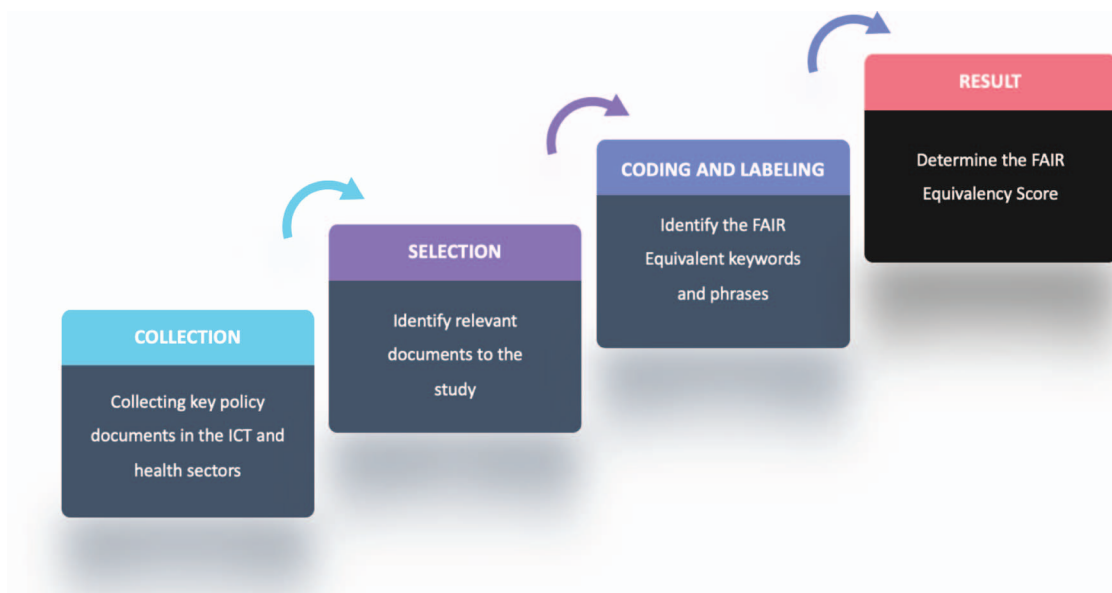 COLLECTION
Collecting key policy
documents in the ICT and
health sectors
SELECTION
Identify relevant
documents to the
study
CODING AND LABELING
Identify the FAIR
Equivalent keywords
and phrases
RESULT
Determine the FAIR
Equivalency Score